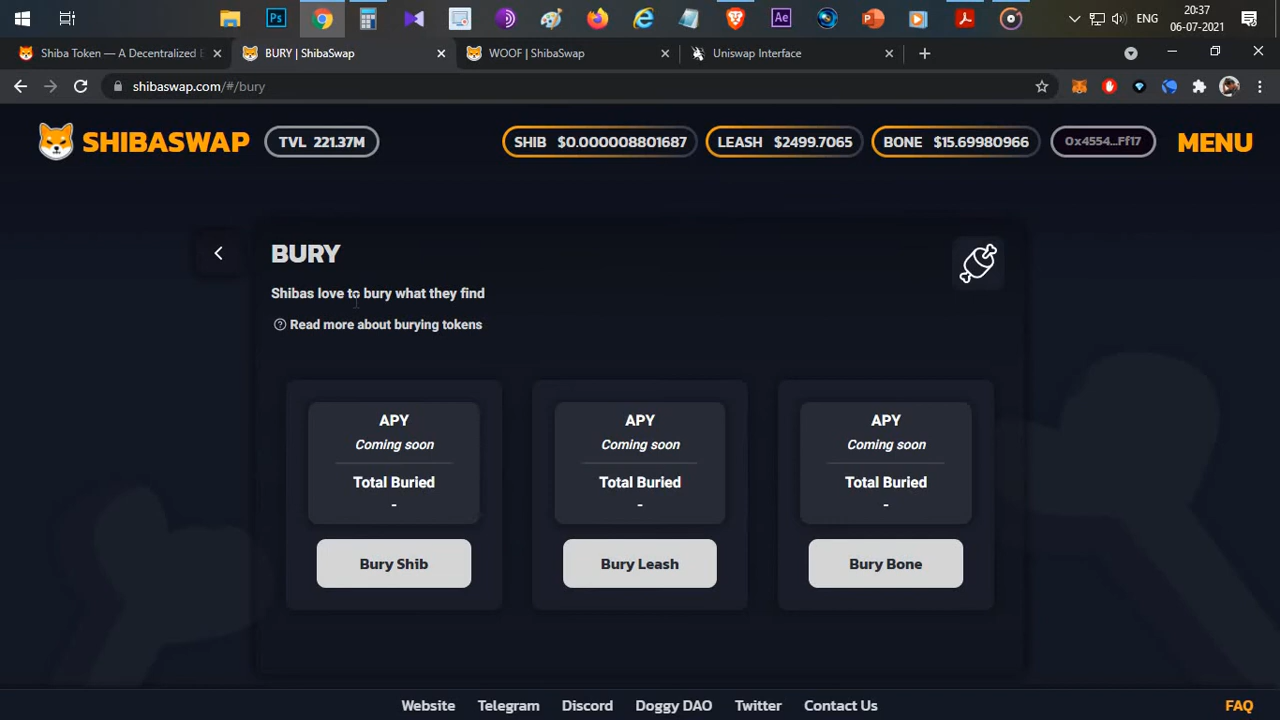 Ps
Ae
ENG
20:37
06-07-2021
Shiba Token — A Decentralized E
BURY | ShibaSwap
WOOF | ShibaSwap
Uniswap Interface
shibaswap.com/#/bury
SHIBASWAP
TVL 221.37M
SHIB $0.000008801687
LEASH $2499.7065
BONE $15.69980966
0x4554...Ff17
MENU
BURY
Shibas love to bury what they find
Read more about burying tokens
APY
Coming soon
Total Buried
-
Bury Shib
APY
Coming soon
Total Buried
-
Bury Leash
APY
Coming soon
Total Buried
-
Bury Bone
Website
Telegram
Discord
Doggy DAO
Twitter
Contact Us
FAQ